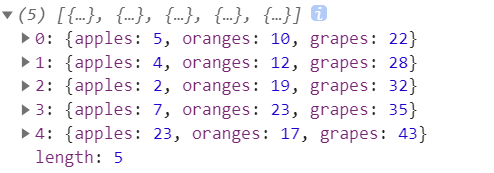 (5) [{…}, {…}, {…}, {…}, {…}] i
0: {apples: 5, oranges: 10, grapes: 22}
1: {apples: 4, oranges: 12, grapes: 28}
2: {apples: 2, oranges: 19, grapes: 32}
3: {apples: 7, oranges: 23, grapes: 35}
4: {apples: 23, oranges: 17, grapes: 43}
length: 5